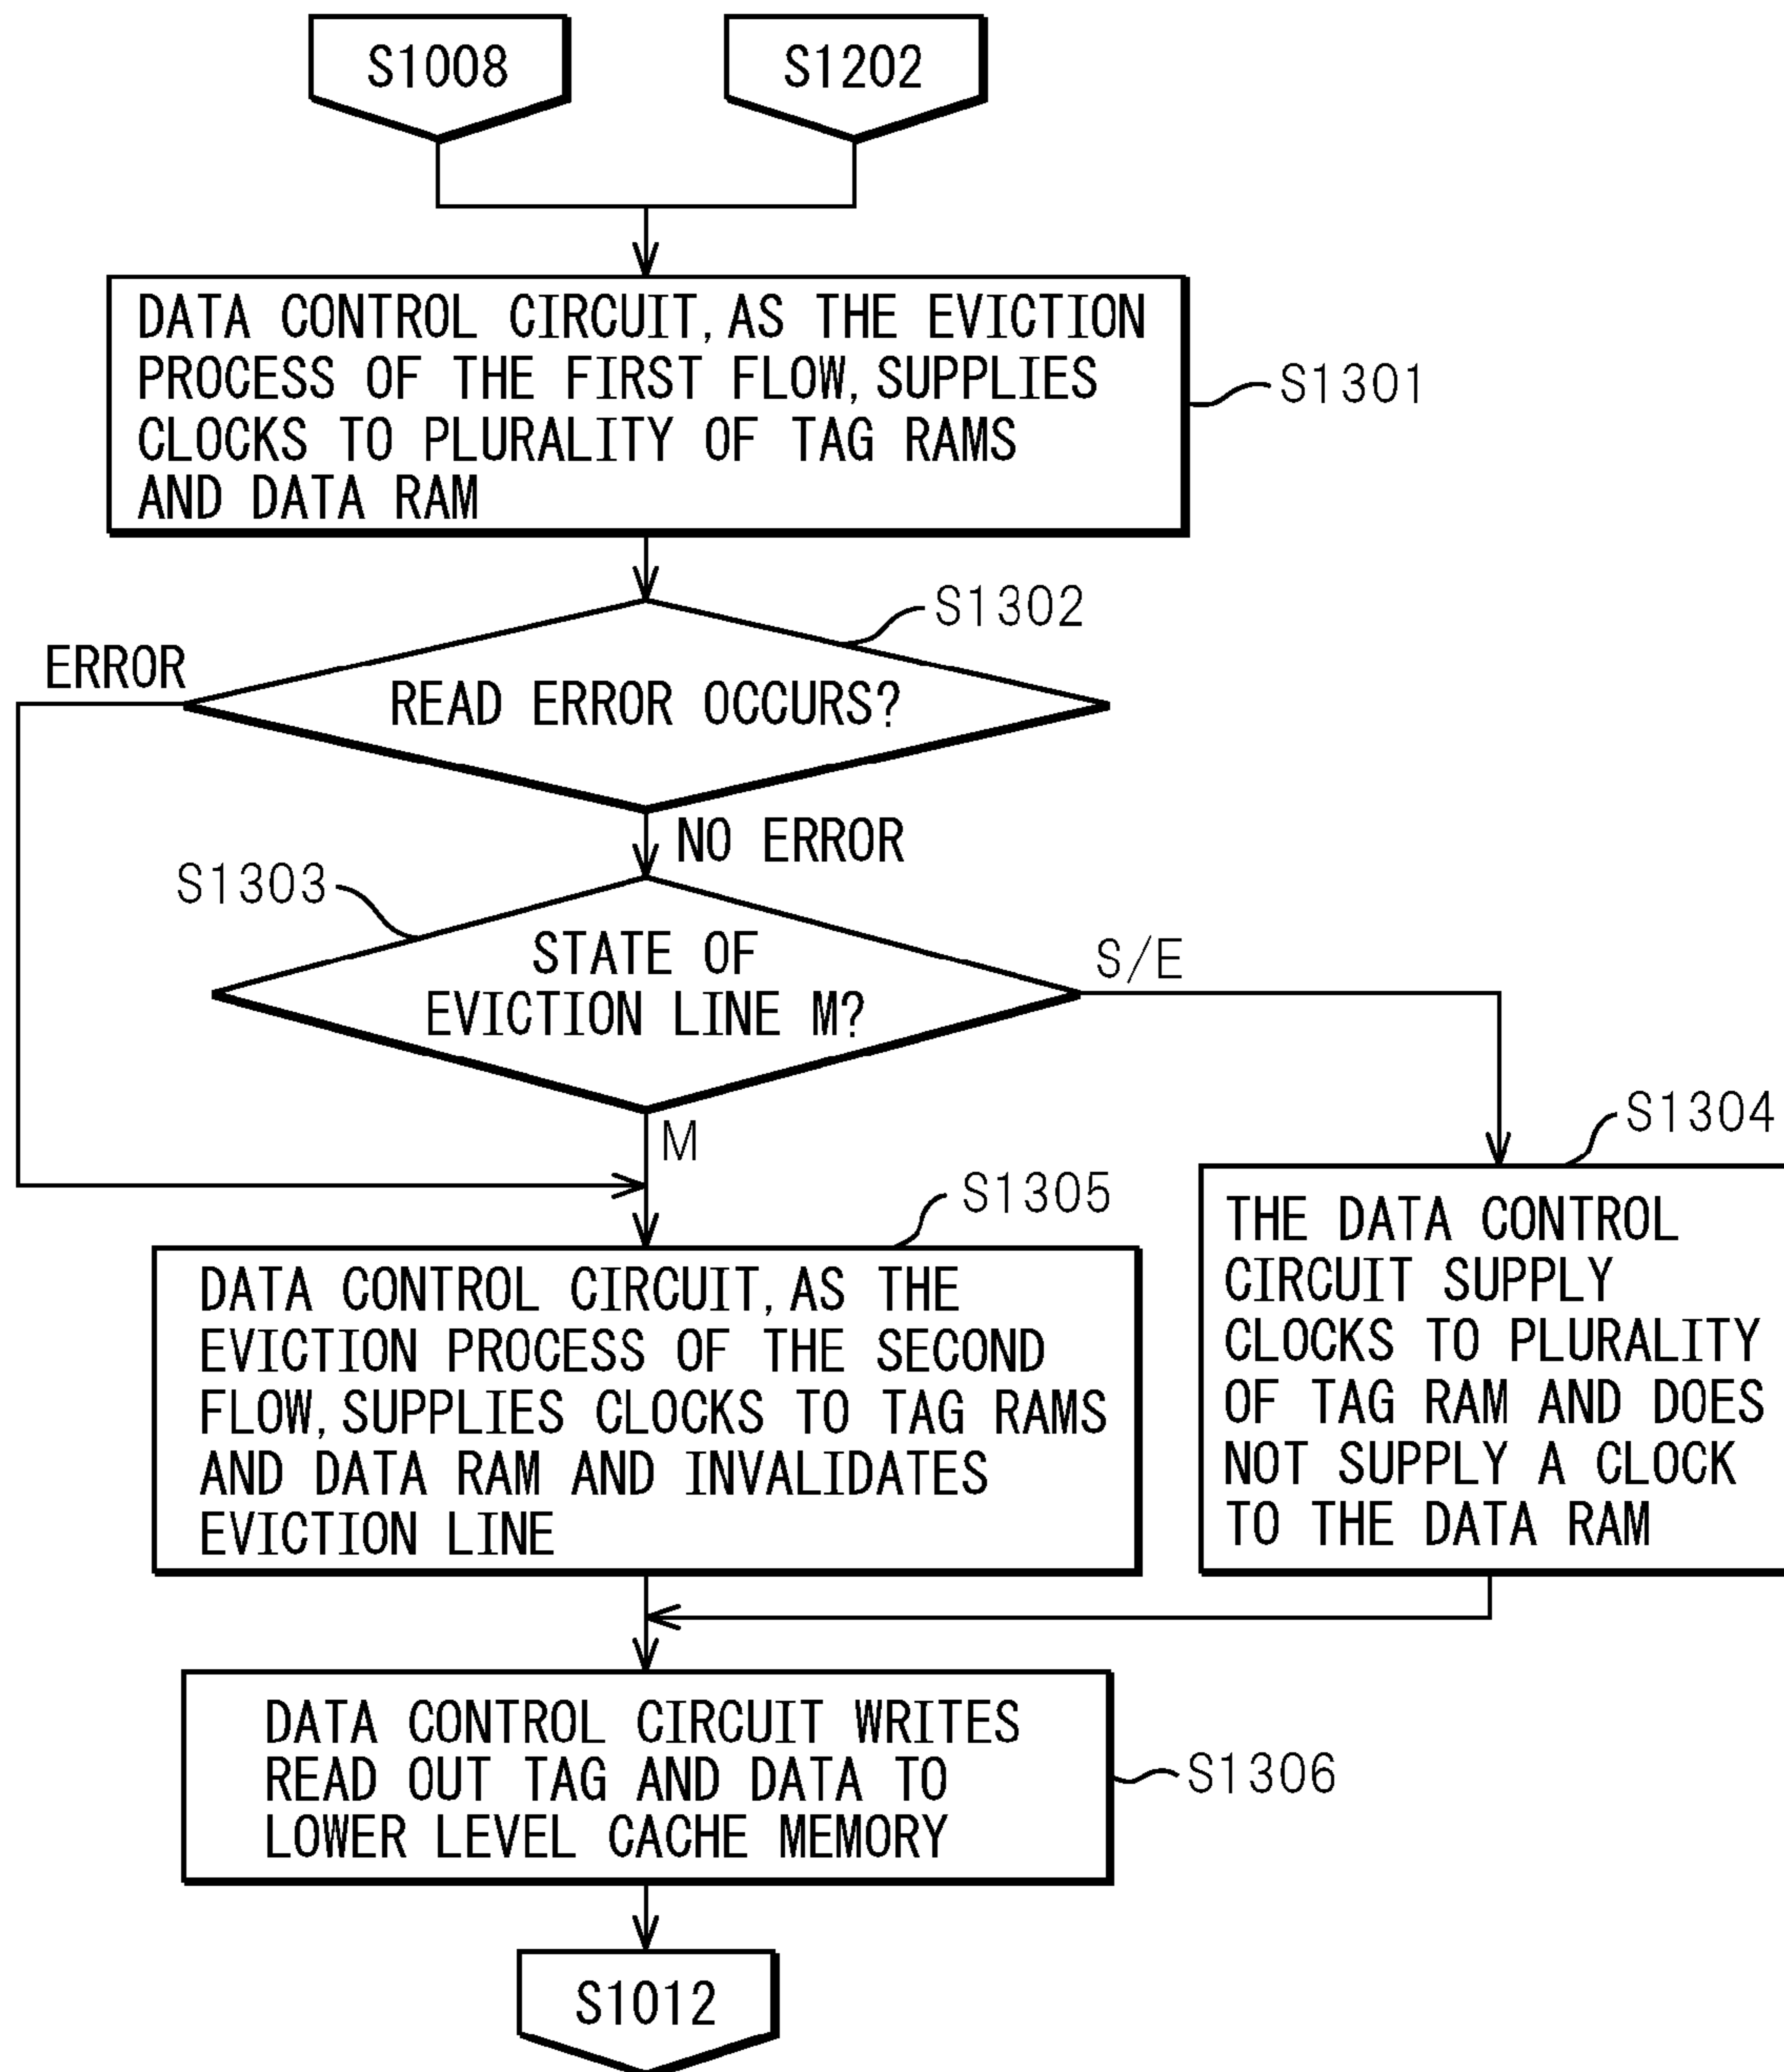 S1008
S1202
DATA CONTROL CIRCUIT, AS THE EVICTION
PROCESS OF THE FIRST FLOW, SUPPLIES
CLOCKS TO PLURALITY OF TAG RAMS
AND DATA RAM
S1301
S1302
ERROR
READ ERROR OCCURS?
NO ERROR
S1303
STATE OF
EVICTION LINE M?
S/E
M
S1304
THE DATA CONTROL
CIRCUIT SUPPLY
CLOCKS TO PLURALITY
OF TAG RAM AND DOES
NOT SUPPLY A CLOCK
TO THE DATA RAM
S1305
DATA CONTROL CIRCUIT, AS THE
EVICTION PROCESS OF THE SECOND
FLOW, SUPPLIES CLOCKS TO TAG RAMS
AND DATA RAM AND INVALIDATES
EVICTION LINE
DATA CONTROL CIRCUIT WRITES
READ OUT TAG AND DATA TO
LOWER LEVEL CACHE MEMORY
S1306
S1012